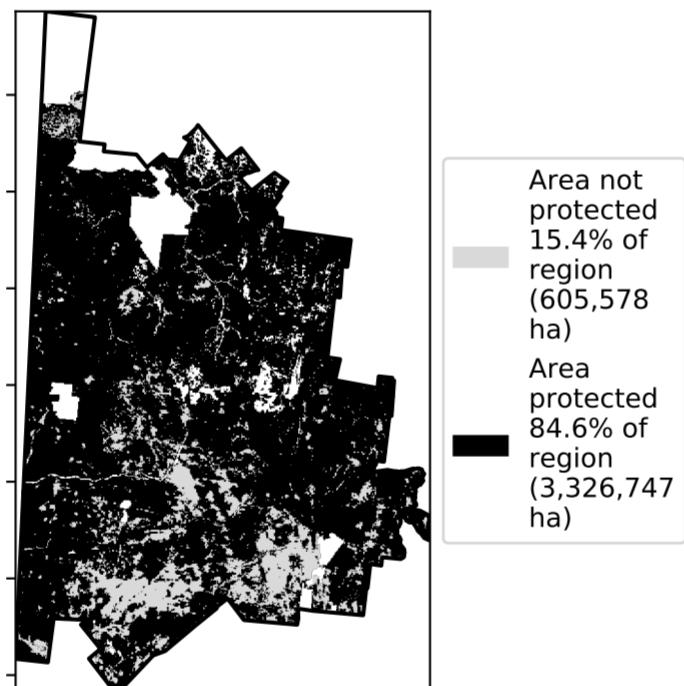 Area not
protected
15.4% of
region
(605,578
ha)
Area
protected
84.6% of
region
(3,326,747
ha)